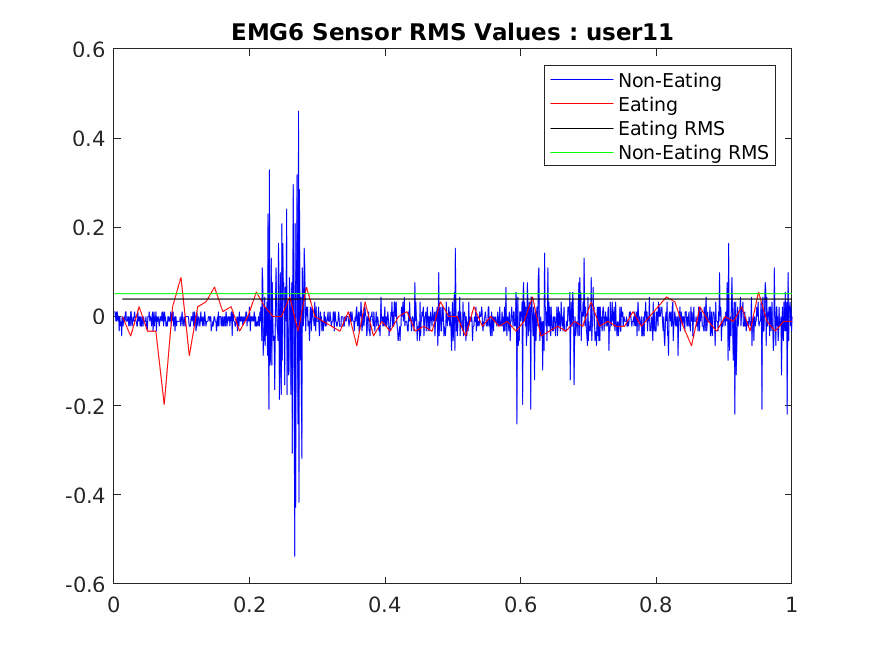 EMG6 Sensor RMS Values : user11
0.6
0.4
0.2
0
-0.2
-0.4
-0.6
0
0.2
0.4
0.6
0.8
1
Non-Eating
Eating
Eating RMS
Non-Eating RMS